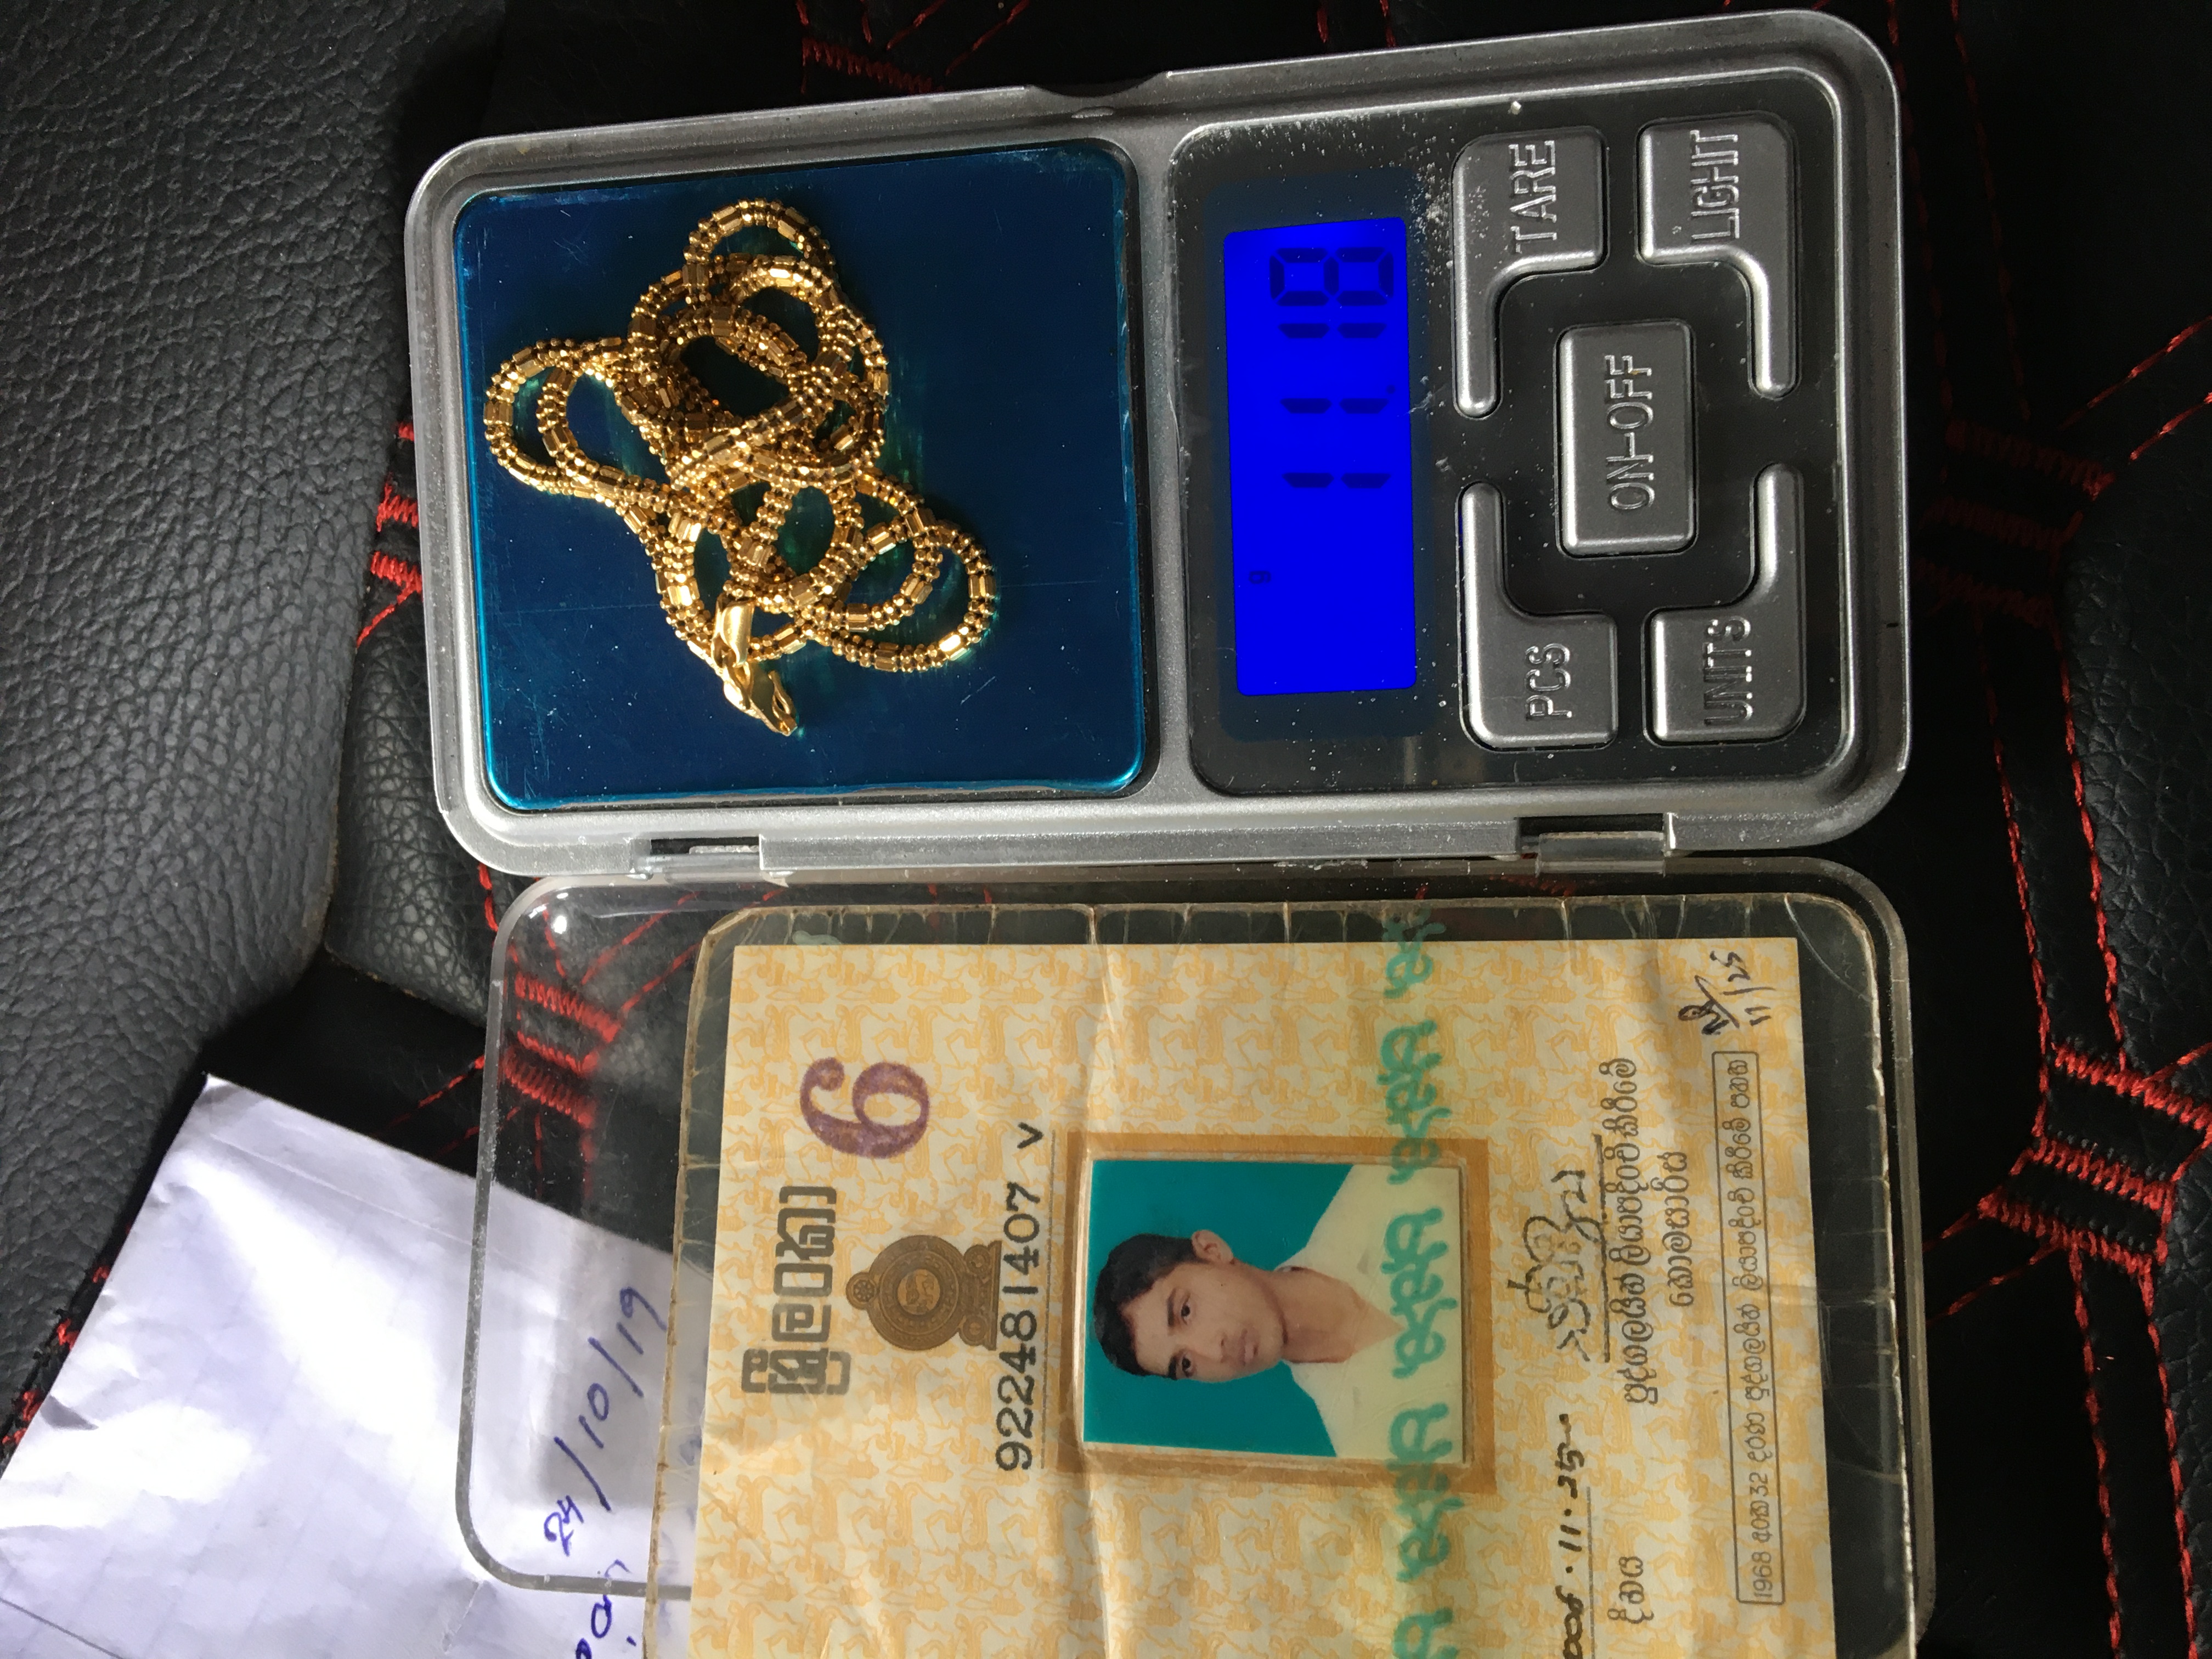 24/10/19
ශ්‍රී ලංකා
6
922481407 v
11.25
දිනය
පුද්ගලයින් ලියාපදිංචි කිරීමේ
කොමසාරිස්
1968 අංක 32 දරණ පුද්ගලයින් ලියාපදිංචි කිරීමේ පනත
11/25
g
11.18
PCS
TARE
ON-OFF
UNITS
LIGHT